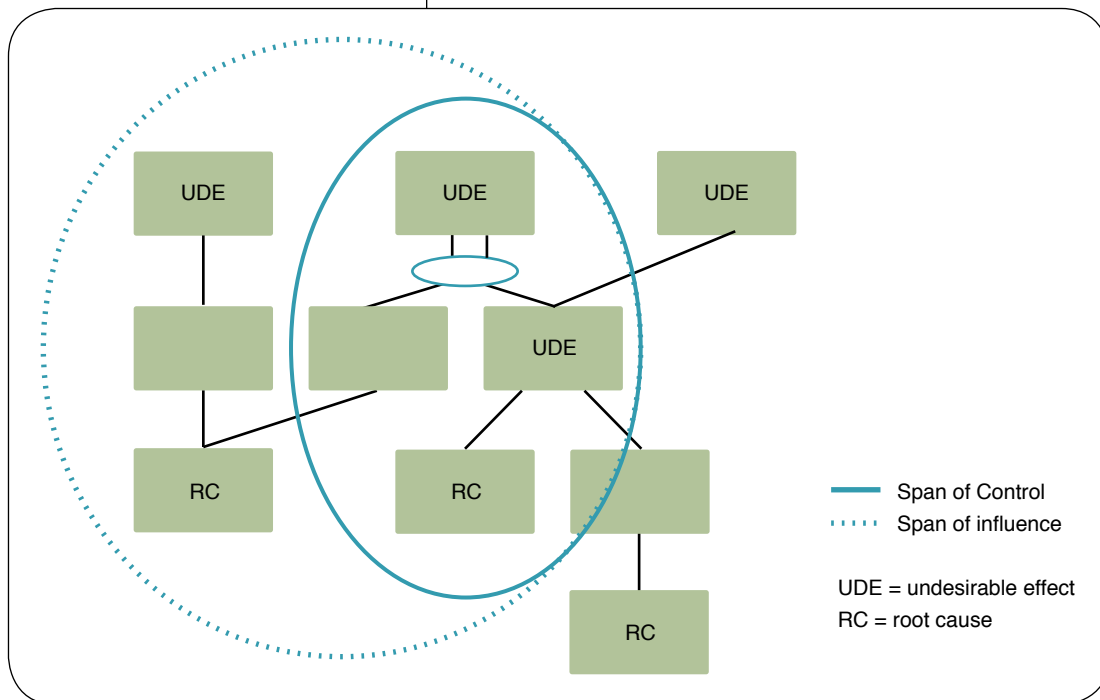 UDE
UDE
UDE
UDE
RC
RC
RC
Span of Control
Span of influence
UDE = undesirable effect
RC = root cause